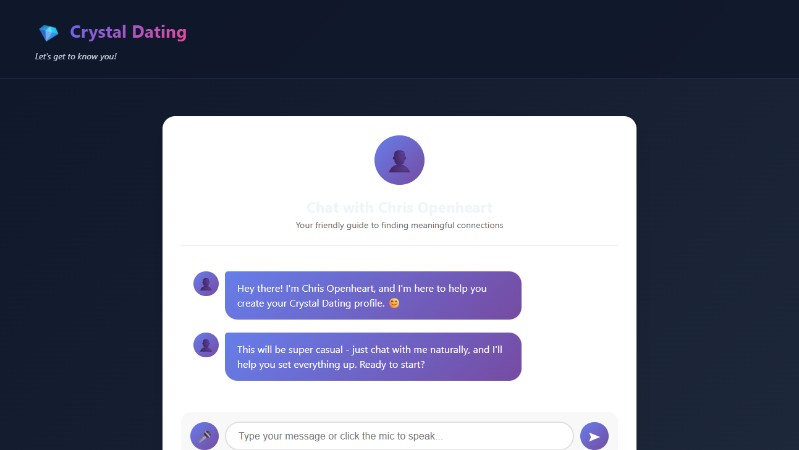 Crystal Dating
Let's get to know you!
Chat with Chris Openheart
Your friendly guide to finding meaningful connections
Hey there! I'm Chris Openheart, and I'm here to help you
create your Crystal Dating profile. 😊
This will be super casual - just chat with me naturally, and I'll
help you set everything up. Ready to start?
Type your message or click the mic to speak...